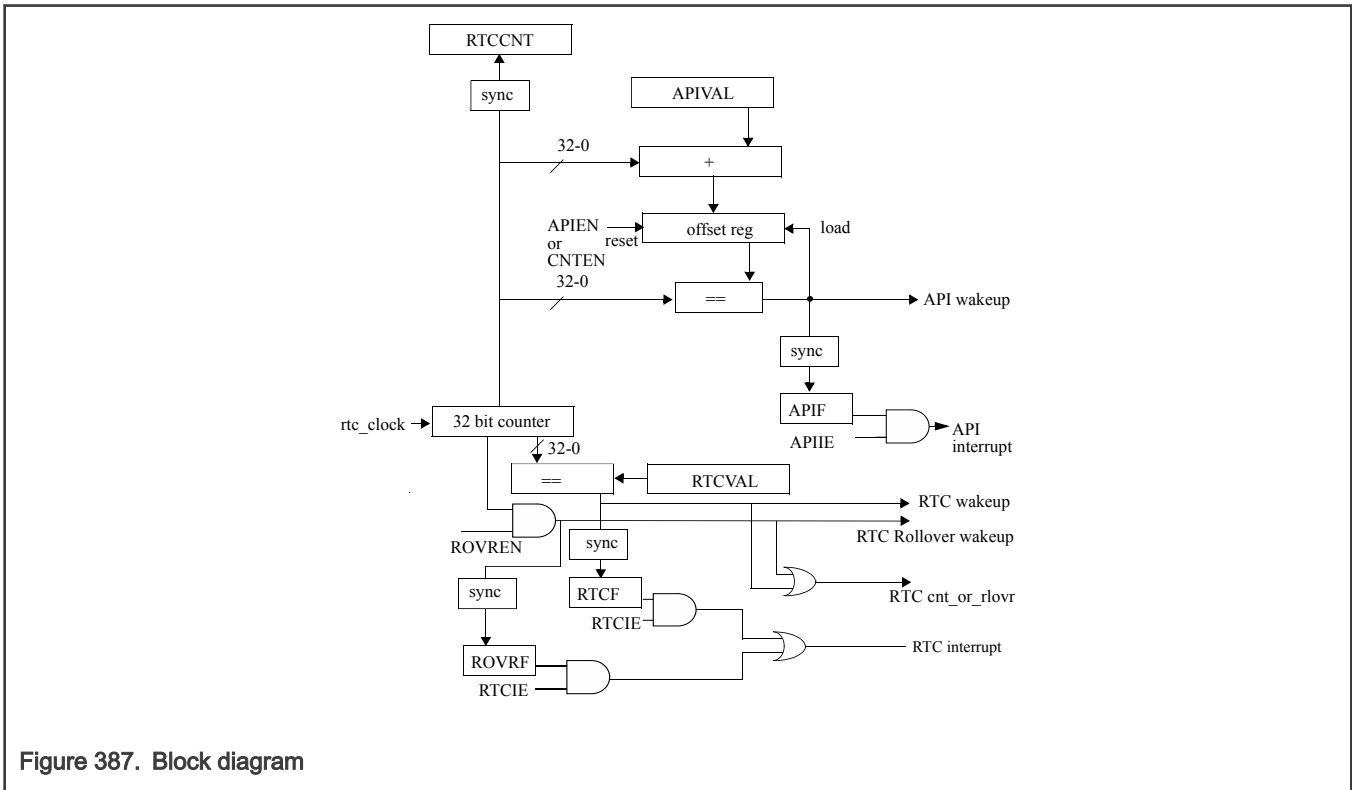 RTCCNT
sync
APIVAL
32-0
+
APIEN
or
CNTEN
reset
offset reg
load
32-0
==
API wakeup
sync
APIF
APIIE
API
interrupt
rtc_clock
32 bit counter
32-0
==
RTCVAL
RTC wakeup
ROVREN
RTC Rollover wakeup
sync
sync
RTCF
RTCIE
RTC cnt_or_rlovr
ROVRF
RTCIE
RTC interrupt
Figure 387. Block diagram